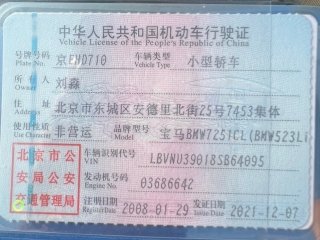 中华人民共和国机动车行驶证
Vehicle License of the People's Republic of China
号牌号码 Plate No. 京EWD710 车辆类型 Vehicle Type 小型轿车
所有人 Owner 刘森
住址 Address 北京市东城区安德里北街25号7453集体
使用性质 Use Character 非营运 品牌型号 Model 宝马BMW7251CL(BMW523Li
北京市公安局公安交通管理局
车辆识别代号 VIN LBVNU39018SB64095
发动机号码 Engine No. 03686642
注册日期 Register Date 2008-01-29 发证日期 Issue Date 2021-12-07